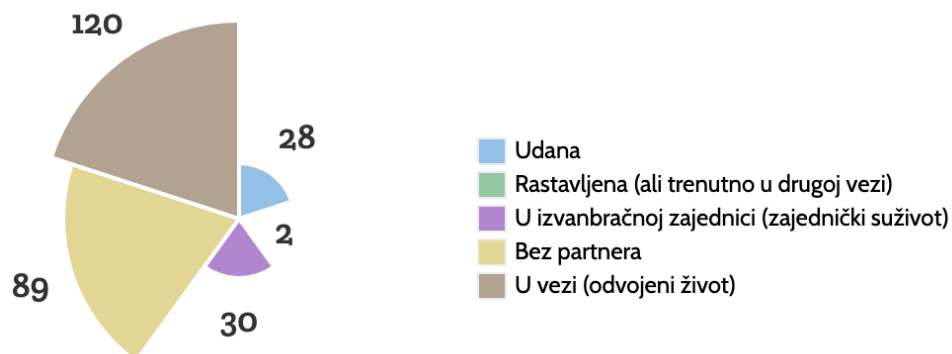 120
28
2
89
30
Udana
Rastavljena (ali trenutno u drugoj vezi)
U izvanbračnoj zajednici (zajednički suživot)
Bez partnera
U vezi (odvojeni život)